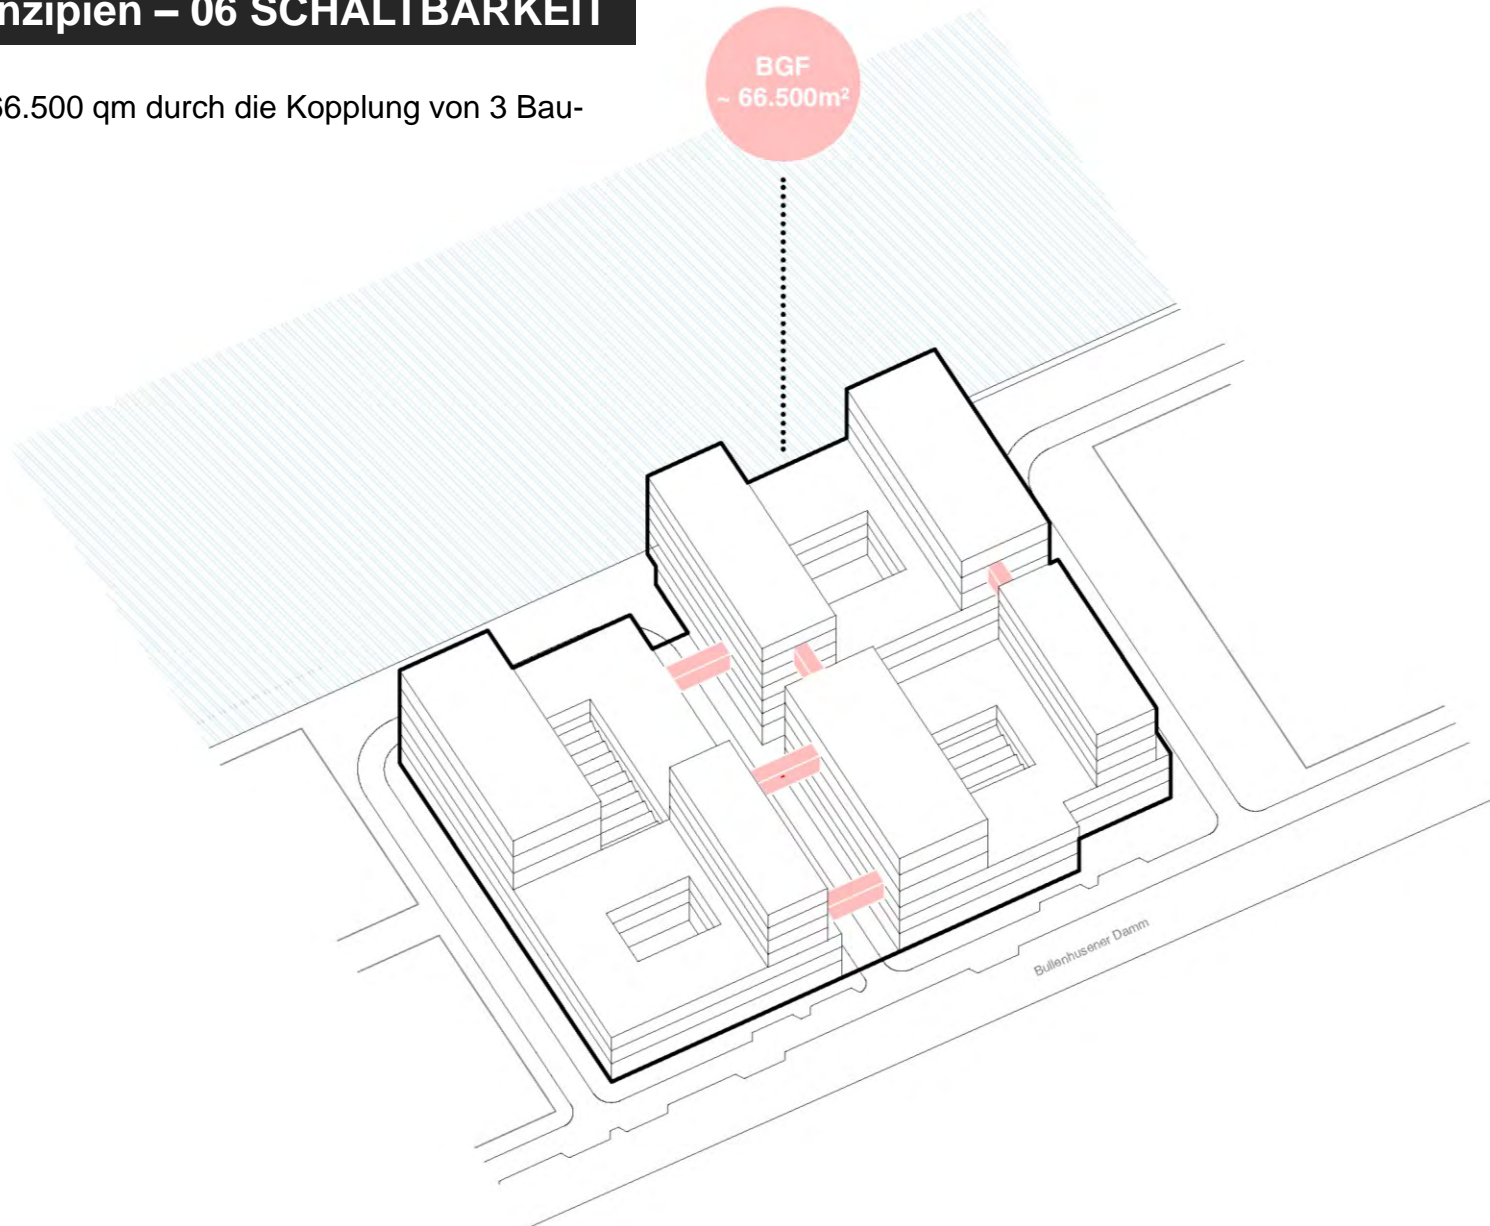 nzipien – 06 SCHALTBARKEIT
66.500 qm durch die Kopplung von 3 Bau-
BGF
~ 66.500m²
Bullenhusener Damm